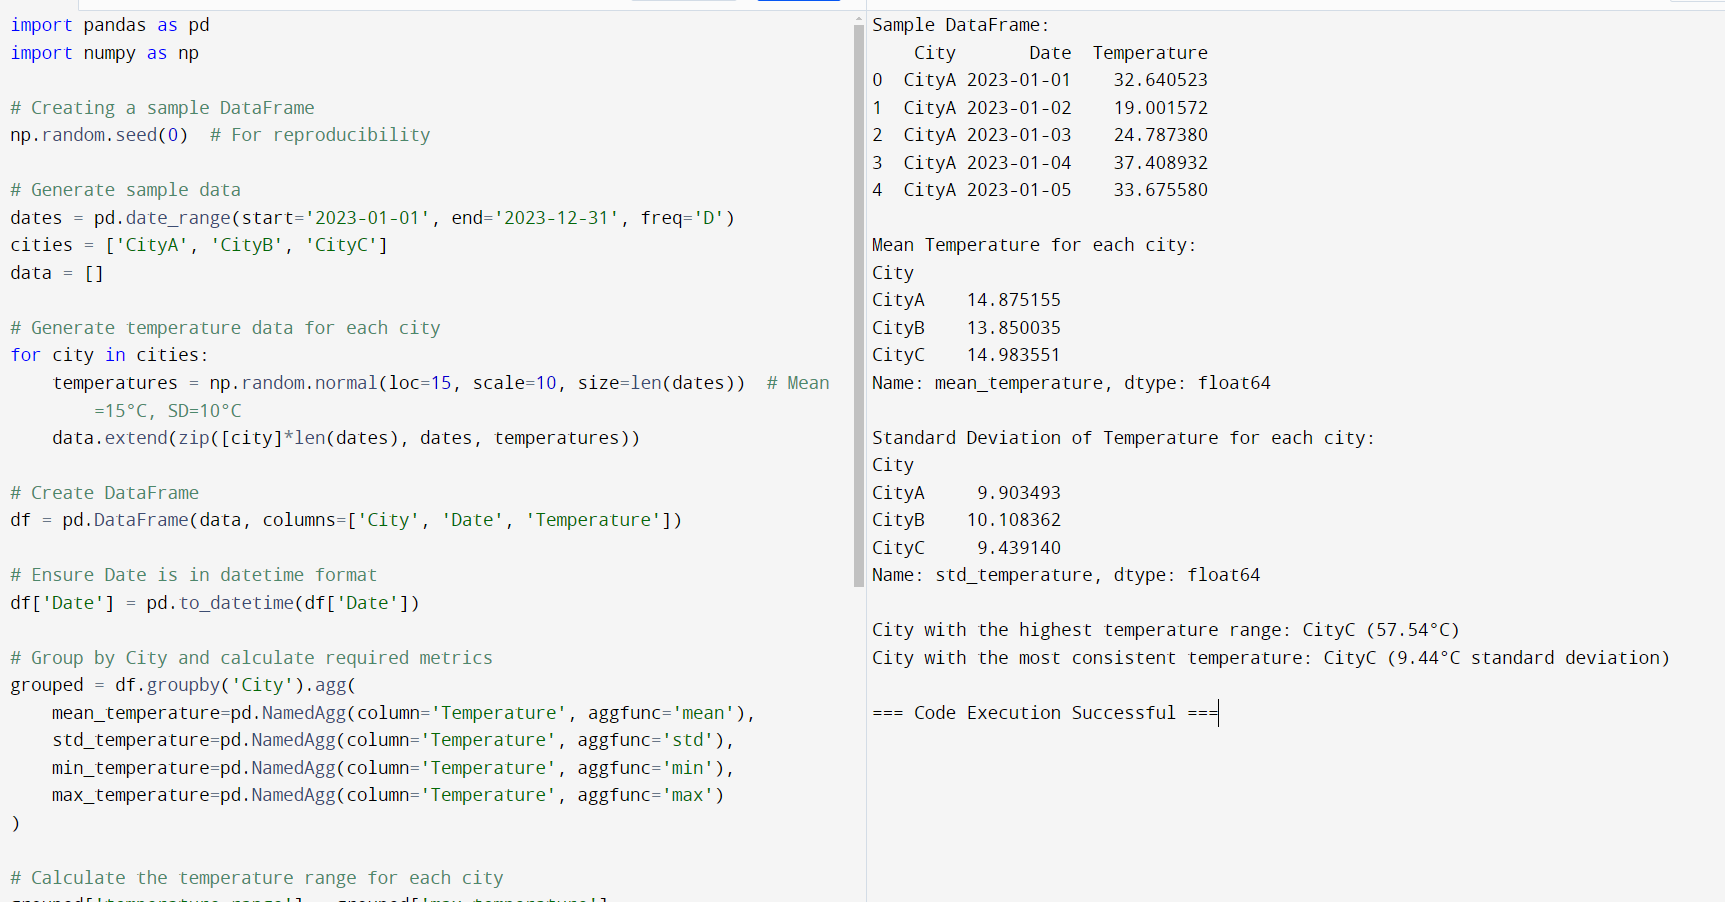 import pandas as pd
import numpy as np
# Creating a sample DataFrame
np.random.seed(0)  # For reproducibility
# Generate sample data
dates = pd.date_range(start='2023-01-01', end='2023-12-31', freq='D')
cities = ['CityA', 'CityB', 'CityC']
data = []
# Generate temperature data for each city
for city in cities:
    temperatures = np.random.normal(loc=15, scale=10, size=len(dates))  # Mean
        =15°C, SD=10°C
    data.extend(zip([city]*len(dates), dates, temperatures))
# Create DataFrame
df = pd.DataFrame(data, columns=['City', 'Date', 'Temperature'])
# Ensure Date is in datetime format
df['Date'] = pd.to_datetime(df['Date'])
# Group by City and calculate required metrics
grouped = df.groupby('City').agg(
    mean_temperature=pd.NamedAgg(column='Temperature', aggfunc='mean'),
    std_temperature=pd.NamedAgg(column='Temperature', aggfunc='std'),
    min_temperature=pd.NamedAgg(column='Temperature', aggfunc='min'),
    max_temperature=pd.NamedAgg(column='Temperature', aggfunc='max')
)
# Calculate the temperature range for each city
Sample DataFrame:
    City       Date  Temperature
0  CityA 2023-01-01    32.640523
1  CityA 2023-01-02    19.001572
2  CityA 2023-01-03    24.787380
3  CityA 2023-01-04    37.408932
4  CityA 2023-01-05    33.675580
Mean Temperature for each city:
City
CityA    14.875155
CityB    13.850035
CityC    14.983551
Name: mean_temperature, dtype: float64
Standard Deviation of Temperature for each city:
City
CityA     9.903493
CityB    10.108362
CityC     9.439140
Name: std_temperature, dtype: float64
City with the highest temperature range: CityC (57.54°C)
City with the most consistent temperature: CityC (9.44°C standard deviation)
=== Code Execution Successful ===